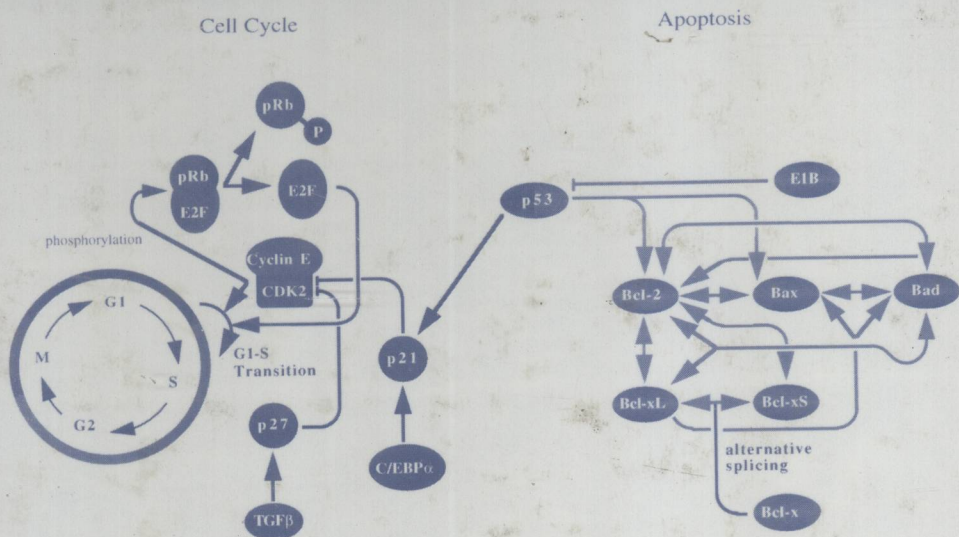 Cell Cycle
Apoptosis
pRb
P
pRb
E2F
E2F
phosphorylation
Cyclin E
CDK2
G1
S
G2
M
G1-S
Transition
p27
TGFβ
p21
C/EBPα
p53
E1B
Bcl-2
Bax
Bad
Bcl-xL
Bcl-xS
alternative
splicing
Bcl-x